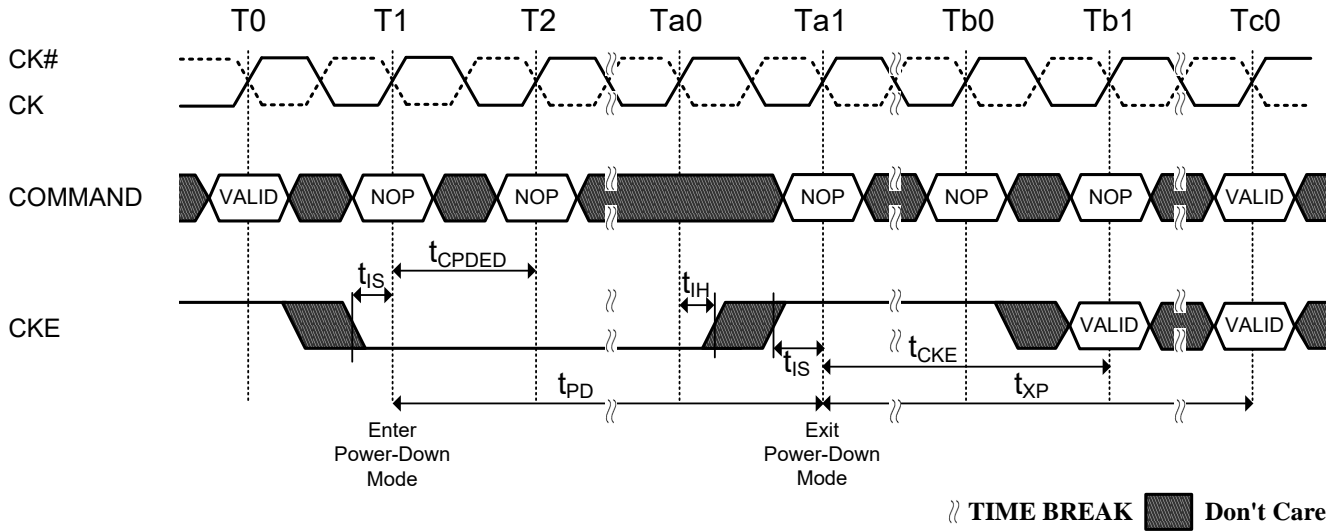 T0 T1 T2 Ta0 Ta1 Tb0 Tb1 Tc0
CK#
CK
COMMAND VALID NOP NOP NOP NOP NOP VALID
tCPDED
tIS tIH
CKE VALID VALID
tIS tCKE
tPD tXP
Enter
Power-Down
Mode
Exit
Power-Down
Mode
TIME BREAK Don't Care